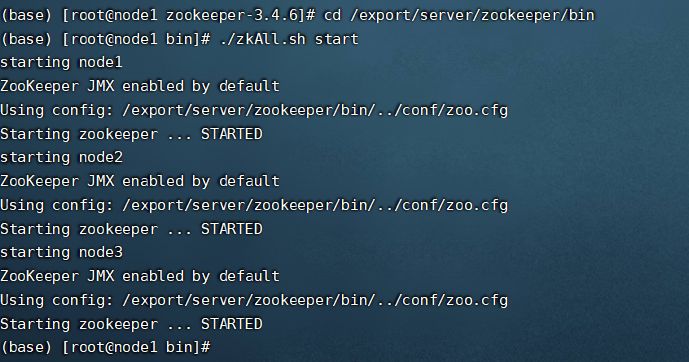 (base) [root@node1 zookeeper-3.4.6]# cd /export/server/zookeeper/bin
(base) [root@node1 bin]# ./zkAll.sh start
starting node1
ZooKeeper JMX enabled by default
Using config: /export/server/zookeeper/bin/../conf/zoo.cfg
Starting zookeeper ... STARTED
starting node2
ZooKeeper JMX enabled by default
Using config: /export/server/zookeeper/bin/../conf/zoo.cfg
Starting zookeeper ... STARTED
starting node3
ZooKeeper JMX enabled by default
Using config: /export/server/zookeeper/bin/../conf/zoo.cfg
Starting zookeeper ... STARTED
(base) [root@node1 bin]#